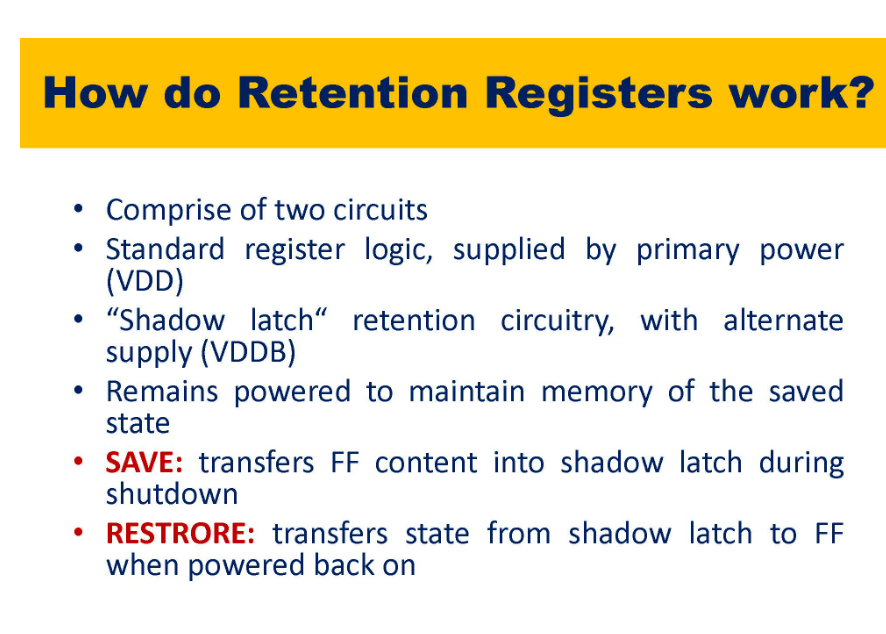 How do Retention Registers work?
• Comprise of two circuits
• Standard register logic, supplied by primary power
(VDD)
• “Shadow latch“ retention circuitry, with alternate
supply (VDDB)
• Remains powered to maintain memory of the saved
state
• SAVE: transfers FF content into shadow latch during
shutdown
• RESTRORE: transfers state from shadow latch to FF
when powered back on